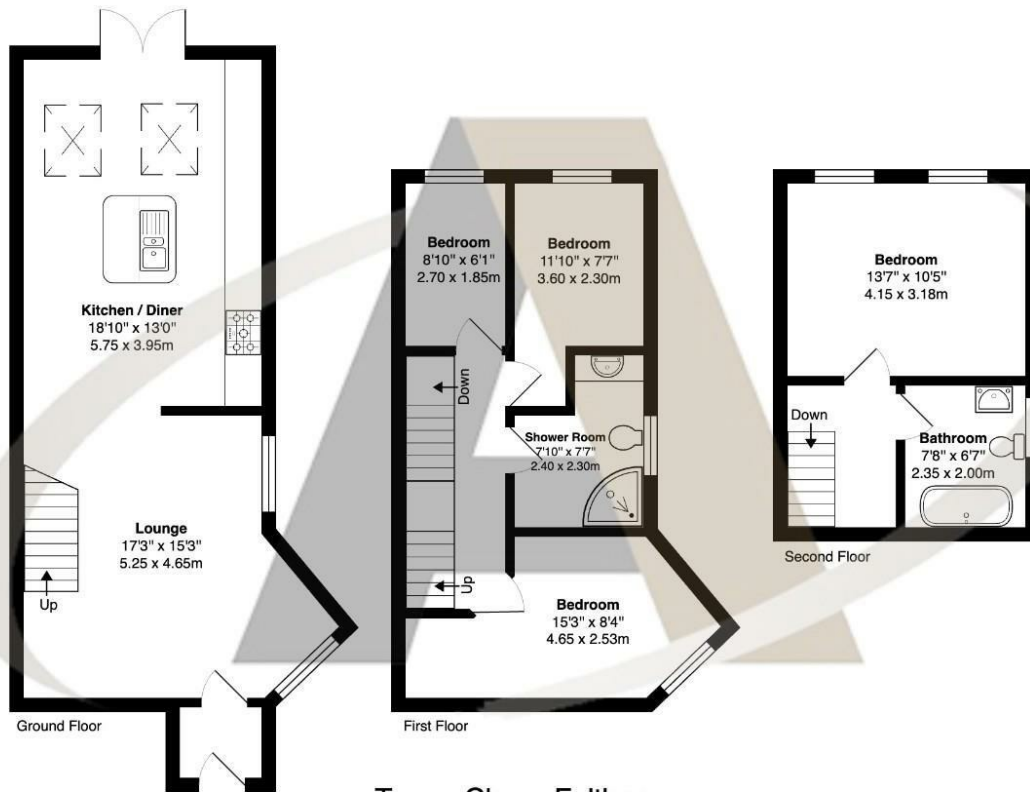 Kitchen / Diner
18'10" x 13'0"
5.75 x 3.95m
Lounge
17'3" x 15'3"
5.25 x 4.65m
Up
Ground Floor
Bedroom
8'10" x 6'1"
2.70 x 1.85m
Bedroom
11'10" x 7'7"
3.60 x 2.30m
Down
Shower Room
7'10" x 7'7"
2.40 x 2.30m
Up
Bedroom
15'3" x 8'4"
4.65 x 2.53m
First Floor
Bedroom
13'7" x 10'5"
4.15 x 3.18m
Down
Bathroom
7'8" x 6'7"
2.35 x 2.00m
Second Floor